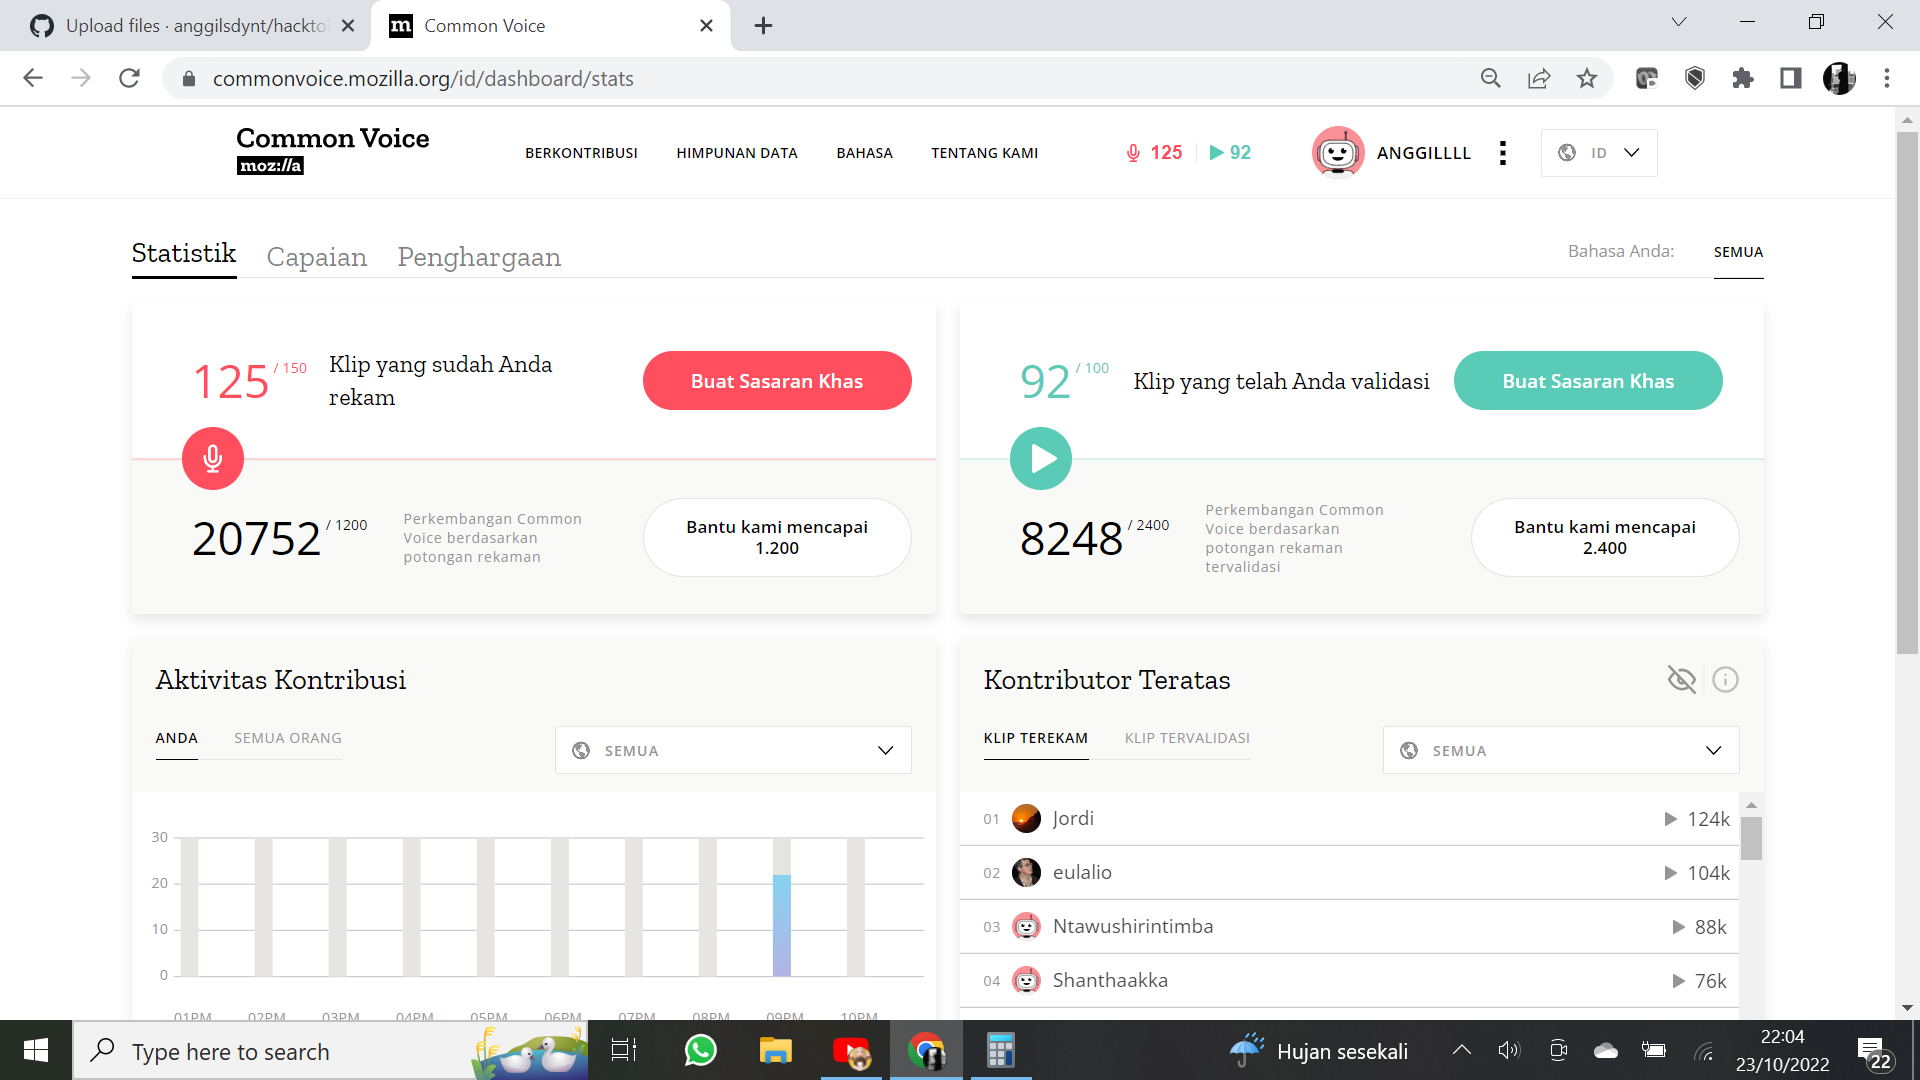 Upload files · anggilsdynt/hackto
Common Voice
commonvoice.mozilla.org/id/dashboard/stats
Common Voice
moz://a
BERKONTRIBUSI
HIMPUNAN DATA
BAHASA
TENTANG KAMI
125
92
ANGGILLLL
ID
Statistik
Capaian
Penghargaan
Bahasa Anda:
SEMUA
125 / 150
Klip yang sudah Anda
rekam
Buat Sasaran Khas
20752 / 1200
Perkembangan Common
Voice berdasarkan
potongan rekaman
Bantu kami mencapai
1.200
92 / 100
Klip yang telah Anda validasi
Buat Sasaran Khas
8248 / 2400
Perkembangan Common
Voice berdasarkan
potongan rekaman
tervalidasi
Bantu kami mencapai
2.400
Aktivitas Kontribusi
ANDA
SEMUA ORANG
SEMUA
30
20
10
0
01PM 02PM 03PM 04PM 05PM 06PM 07PM 08PM 09PM 10PM
Kontributor Teratas
KLIP TEREKAM
KLIP TERVALIDASI
SEMUA
01 Jordi 124k
02 eulalio 104k
03 Ntawushirintimba 88k
04 Shanthaakka 76k
Type here to search
Hujan sesekali
22:04
23/10/2022
22